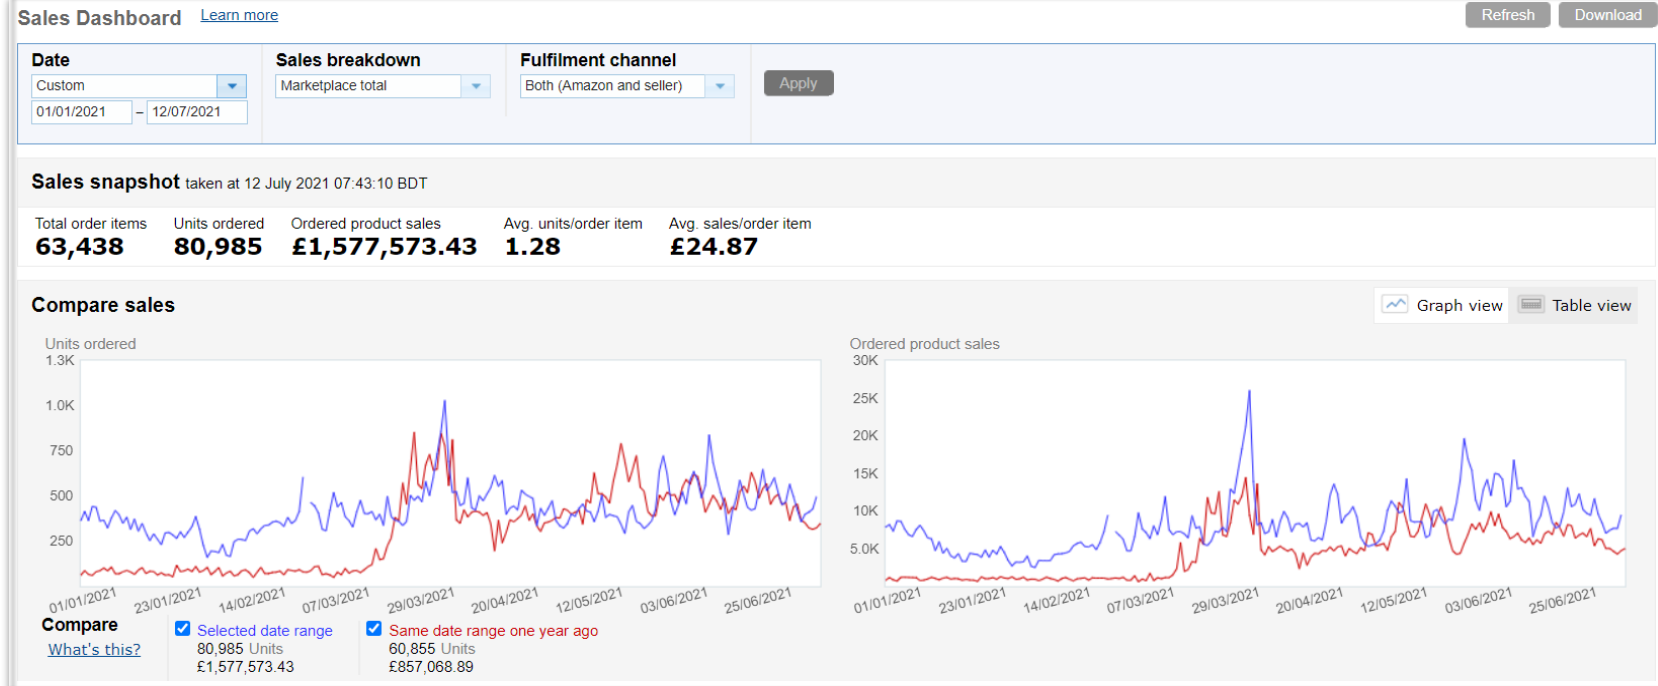 Sales Dashboard Learn more Refresh Download
Date Sales breakdown Fulfilment channel
Custom Marketplace total Both (Amazon and seller) Apply
01/01/2021 – 12/07/2021
Sales snapshot taken at 12 July 2021 07:43:10 BDT
Total order items Units ordered Ordered product sales Avg. units/order item Avg. sales/order item
63,438 80,985 £1,577,573.43 1.28 £24.87
Compare sales Graph view Table view
Units ordered
1.3K
1.0K
750
500
250
01/01/2021 23/01/2021 14/02/2021 07/03/2021 29/03/2021 20/04/2021 12/05/2021 03/06/2021 25/06/2021
Ordered product sales
30K
25K
20K
15K
10K
5.0K
01/01/2021 23/01/2021 14/02/2021 07/03/2021 29/03/2021 20/04/2021 12/05/2021 03/06/2021 25/06/2021
Compare Selected date range Same date range one year ago
What's this? 80,985 Units 60,855 Units
£1,577,573.43 £857,068.89